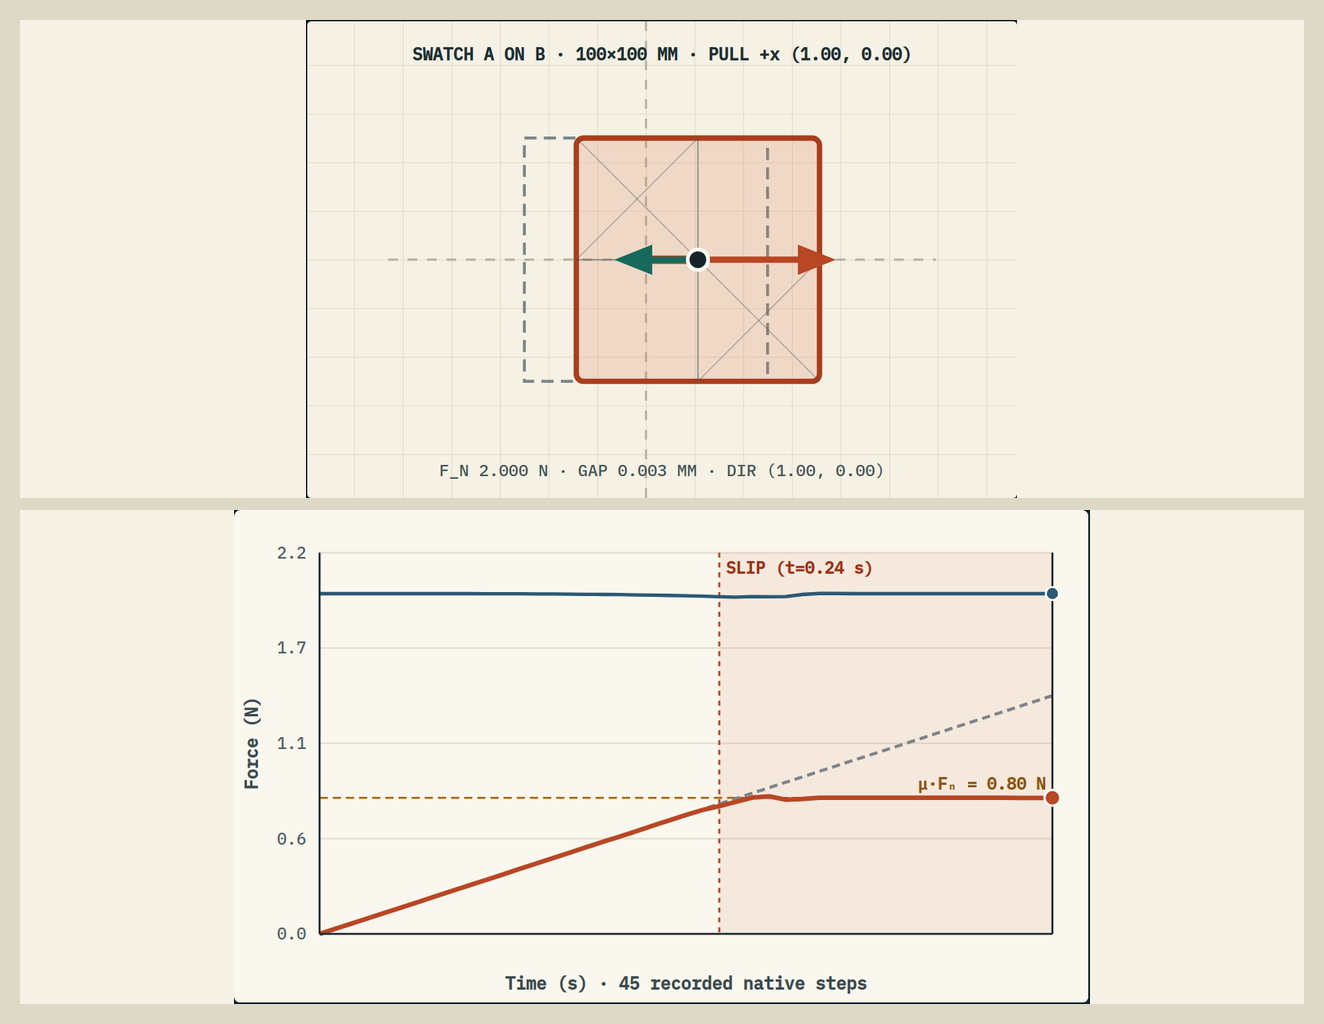 SWATCH A ON B · 100×100 MM · PULL +x (1.00, 0.00)
F_N 2.000 N · GAP 0.003 MM · DIR (1.00, 0.00)
2.2
SLIP (t=0.24 s)
1.7
1.1
μ·Fₙ = 0.80 N
0.6
0.0
Force (N)
Time (s) · 45 recorded native steps